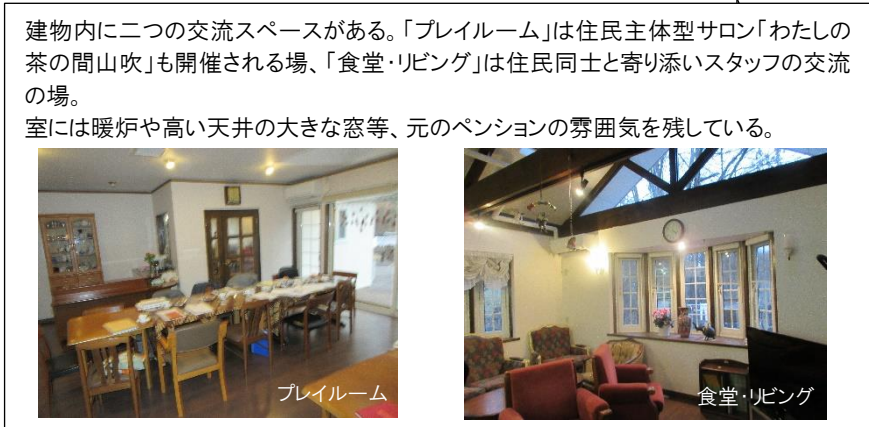 建物内に二つの交流スペースがある。「プレイルーム」は住民主体型サロン「わたしの
茶の間山吹」も開催される場、「食堂・リビング」は住民同士と寄り添いスタッフの交流
の場。
室には暖炉や高い天井の大きな窓等、元のペンションの雰囲気を残している。
プレイルーム
食堂・リビング